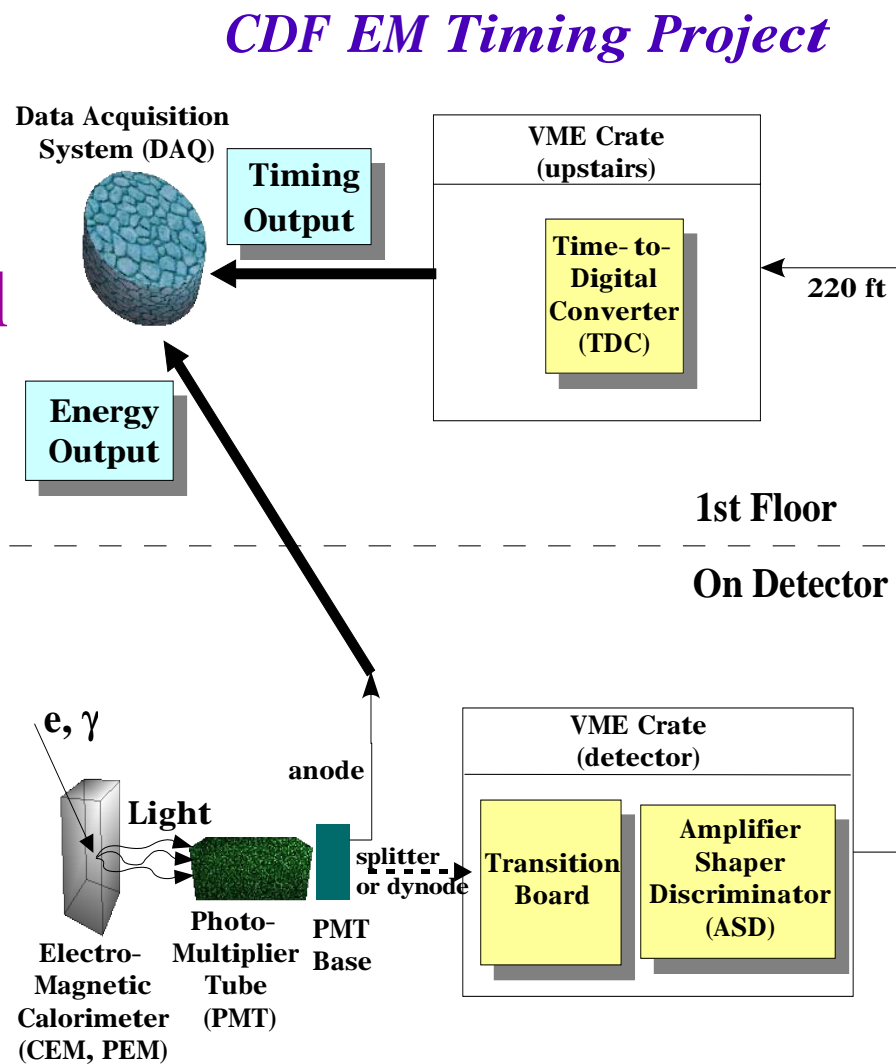 CDF EM Timing Project
Data Acquisition
System (DAQ)
Timing
Output
VME Crate
(upstairs)
Time- to-
Digital
Converter
(TDC)
220 ft
Energy
Output
1st Floor
On Detector
e, γ
Light
anode
splitter
or dynode
VME Crate
(detector)
Transition
Board
Amplifier
Shaper
Discriminator
(ASD)
Electro-
Magnetic
Calorimeter
(CEM, PEM)
Photo-
Multiplier
Tube
(PMT)
PMT
Base